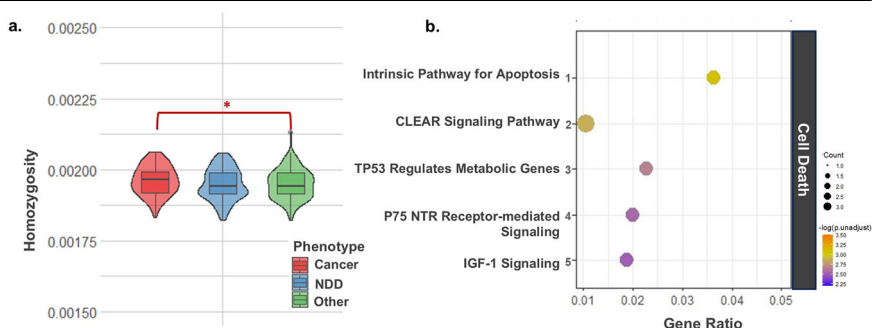 a.
Homozygosity
0.00250
0.00225
0.00200
0.00175
0.00150
*
Phenotype
Cancer
NDD
Other
b.
Intrinsic Pathway for Apoptosis
CLEAR Signaling Pathway
TP53 Regulates Metabolic Genes
P75 NTR Receptor-mediated
Signaling
IGF-1 Signaling
1
2
3
4
5
0.01 0.02 0.03 0.04 0.05
Gene Ratio
Cell Death
Count
1.0
1.5
2.0
2.5
3.0
-log(p.unadjust)
3.50
3.25
3.00
2.75
2.50
2.25